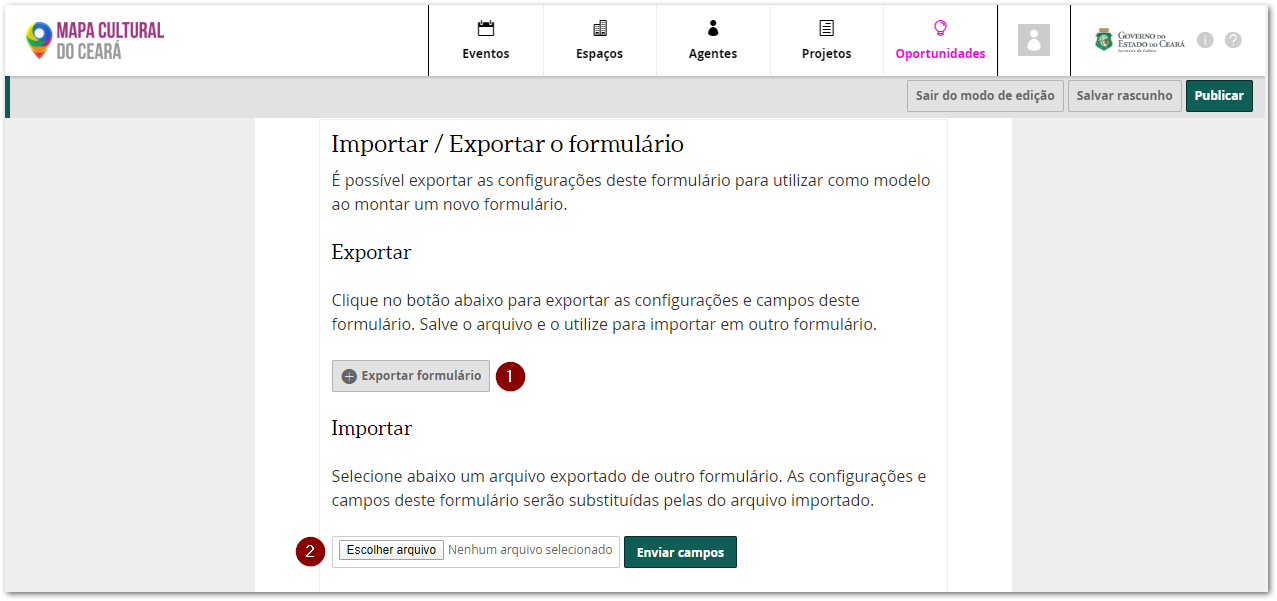 MAPA CULTURAL
DO CEARÁ
Eventos
Espaços
Agentes
Projetos
Oportunidades
GOVERNO DO
ESTADO DO CEARÁ
Secretaria da Cultura
i
?
Sair do modo de edição
Salvar rascunho
Publicar
Importar / Exportar o formulário
É possível exportar as configurações deste formulário para utilizar como modelo
ao montar um novo formulário.
Exportar
Clique no botão abaixo para exportar as configurações e campos deste
formulário. Salve o arquivo e o utilize para importar em outro formulário.
Exportar formulário
1
Importar
Selecione abaixo um arquivo exportado de outro formulário. As configurações e
campos deste formulário serão substituídas pelas do arquivo importado.
2
Escolher arquivo Nenhum arquivo selecionado
Enviar campos